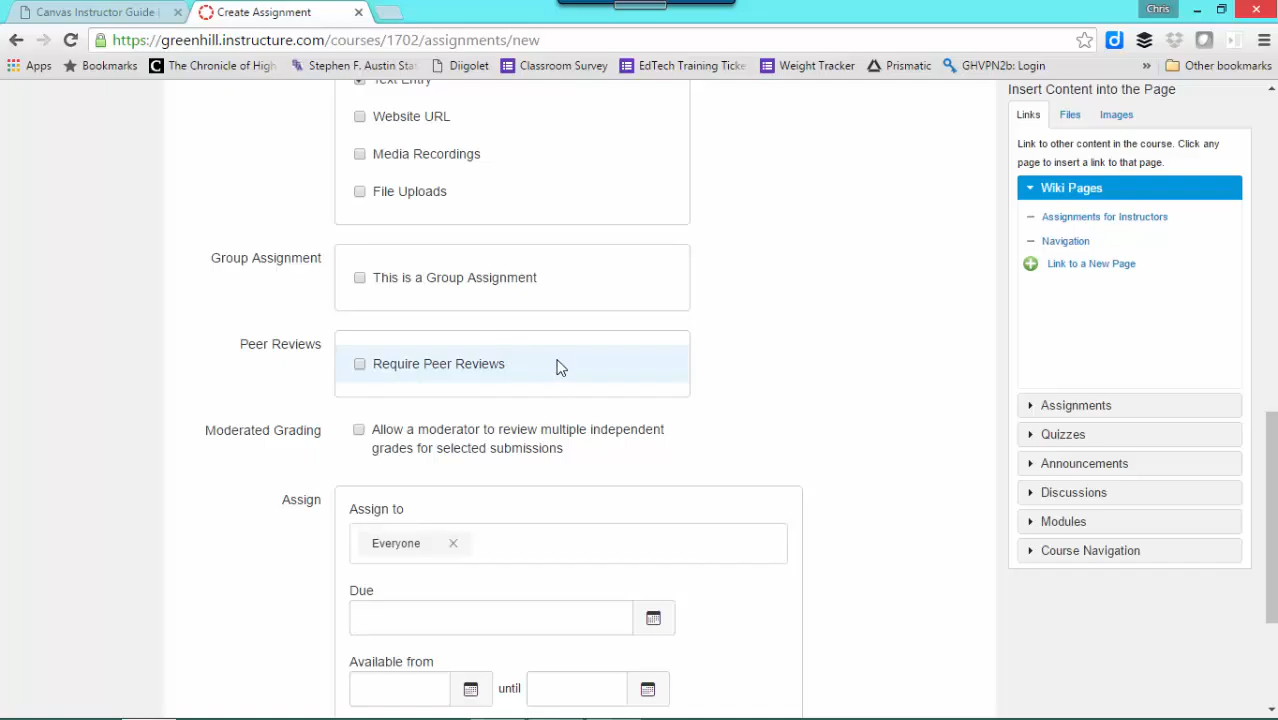 Canvas Instructor Guide
Create Assignment
Chris
https://greenhill.instructure.com/courses/1702/assignments/new
Apps
Bookmarks
The Chronicle of High
Stephen F. Austin Sta
Diigolet
Classroom Survey
EdTech Training Ticke
Weight Tracker
Prismatic
GHVPN2b: Login
»
Other bookmarks
Text Entry
Website URL
Media Recordings
File Uploads
Group Assignment
This is a Group Assignment
Peer Reviews
Require Peer Reviews
Moderated Grading
Allow a moderator to review multiple independent
grades for selected submissions
Assign
Assign to
Everyone
Due
Available from
until
Insert Content into the Page
Links Files Images
Link to other content in the course. Click any
page to insert a link to that page.
Wiki Pages
Assignments for Instructors
Navigation
Link to a New Page
Assignments
Quizzes
Announcements
Discussions
Modules
Course Navigation